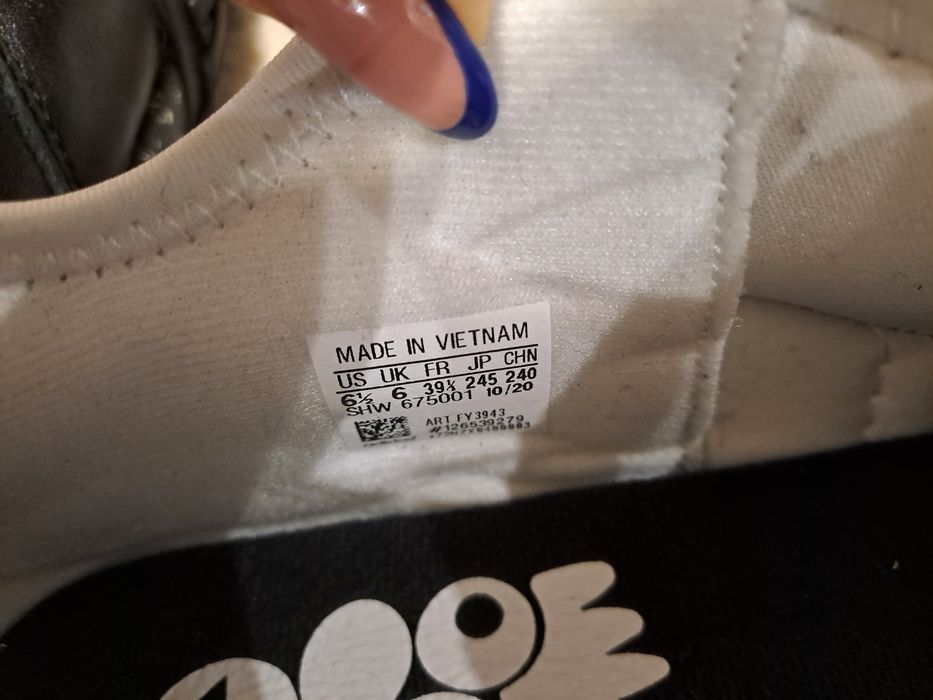 MADE IN VIETNAM
US UK FR JP CHN
6½ 6 39⅓ 245 240
SHW 675001 10/20
ART FY3943
#126539279